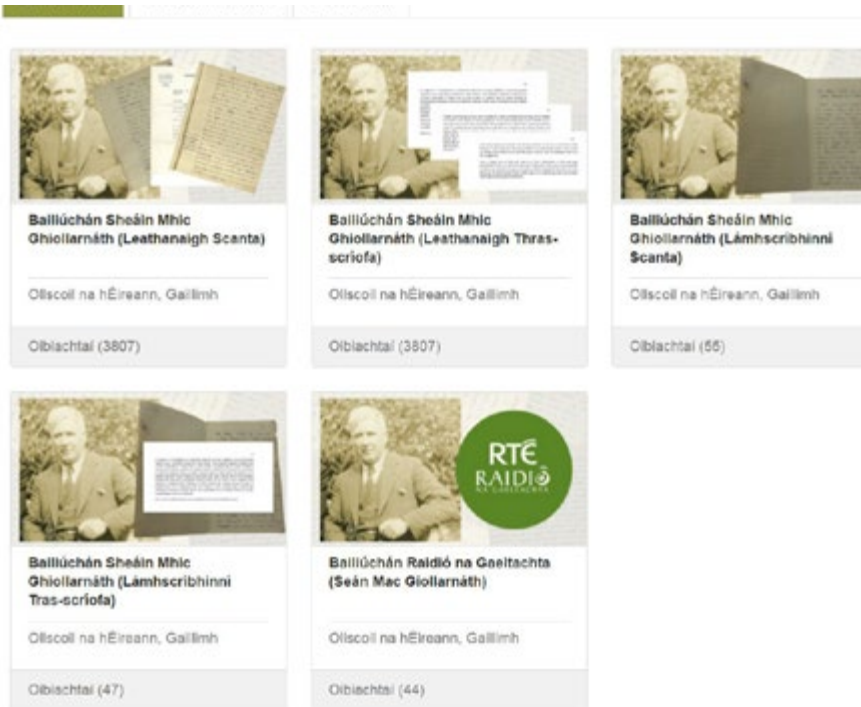 Bailiúchán Sheáin Mhic
Ghiollarnáth (Leathanaigh Scanta)
Ollscoil na hÉireann, Gaillimh
Oibiachtaí (3807)
Bailiúchán Sheáin Mhic
Ghiollarnáth (Leathanaigh Thras-
scríofa)
Ollscoil na hÉireann, Gaillimh
Oibiachtaí (3807)
Bailiúchán Sheáin Mhic
Ghiollarnáth (Lámhscríbhinní
Scanta)
Ollscoil na hÉireann, Gaillimh
Oibiachtaí (55)
Bailiúchán Sheáin Mhic
Ghiollarnáth (Lámhscríbhinní
Tras-scríofa)
Ollscoil na hÉireann, Gaillimh
Oibiachtaí (47)
RTÉ
RAIDIÓ
NA GAELTACHTA
Bailiúchán Raidió na Gaeltachta
(Seán Mac Giollarnáth)
Ollscoil na hÉireann, Gaillimh
Oibiachtaí (44)